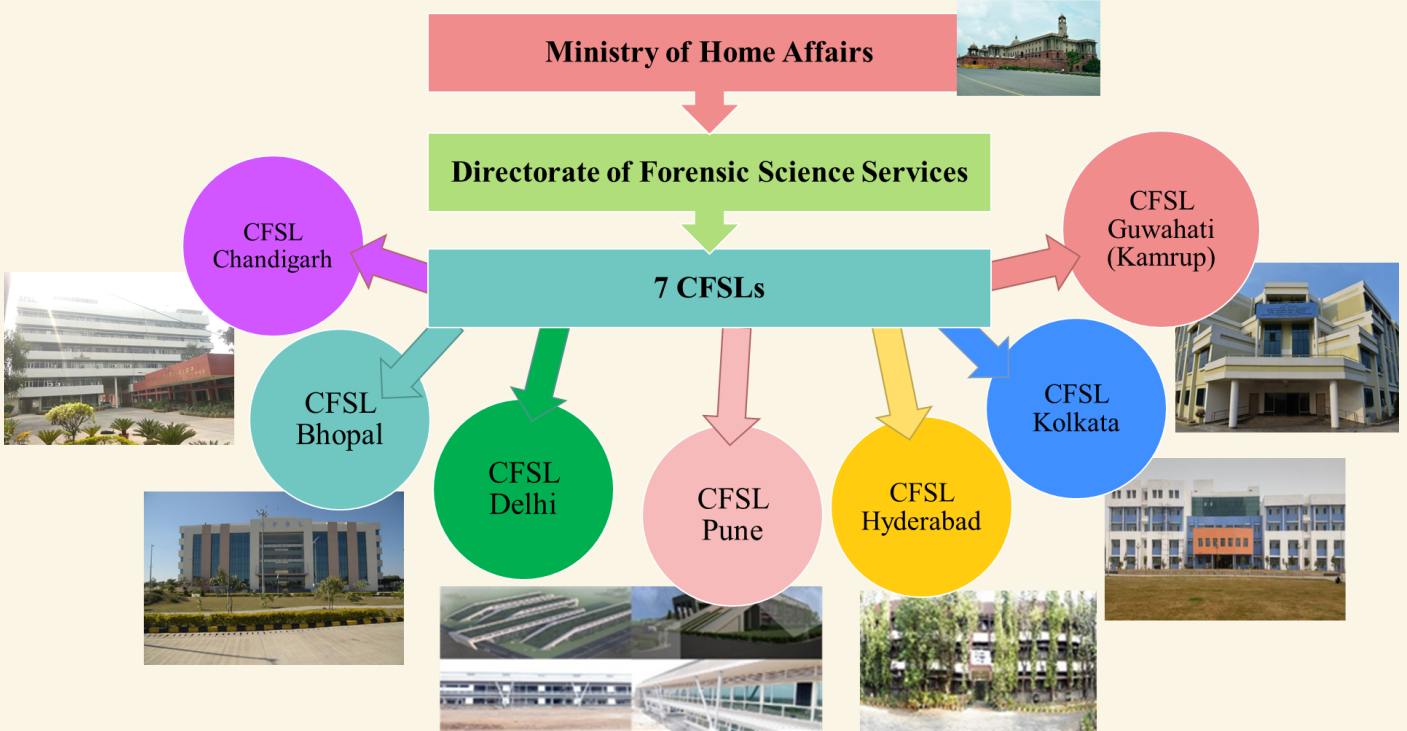 Ministry of Home Affairs
Directorate of Forensic Science Services
7 CFSLs
CFSL
Chandigarh
CFSL
Bhopal
CFSL
Delhi
CFSL
Pune
CFSL
Hyderabad
CFSL
Kolkata
CFSL
Guwahati
(Kamrup)